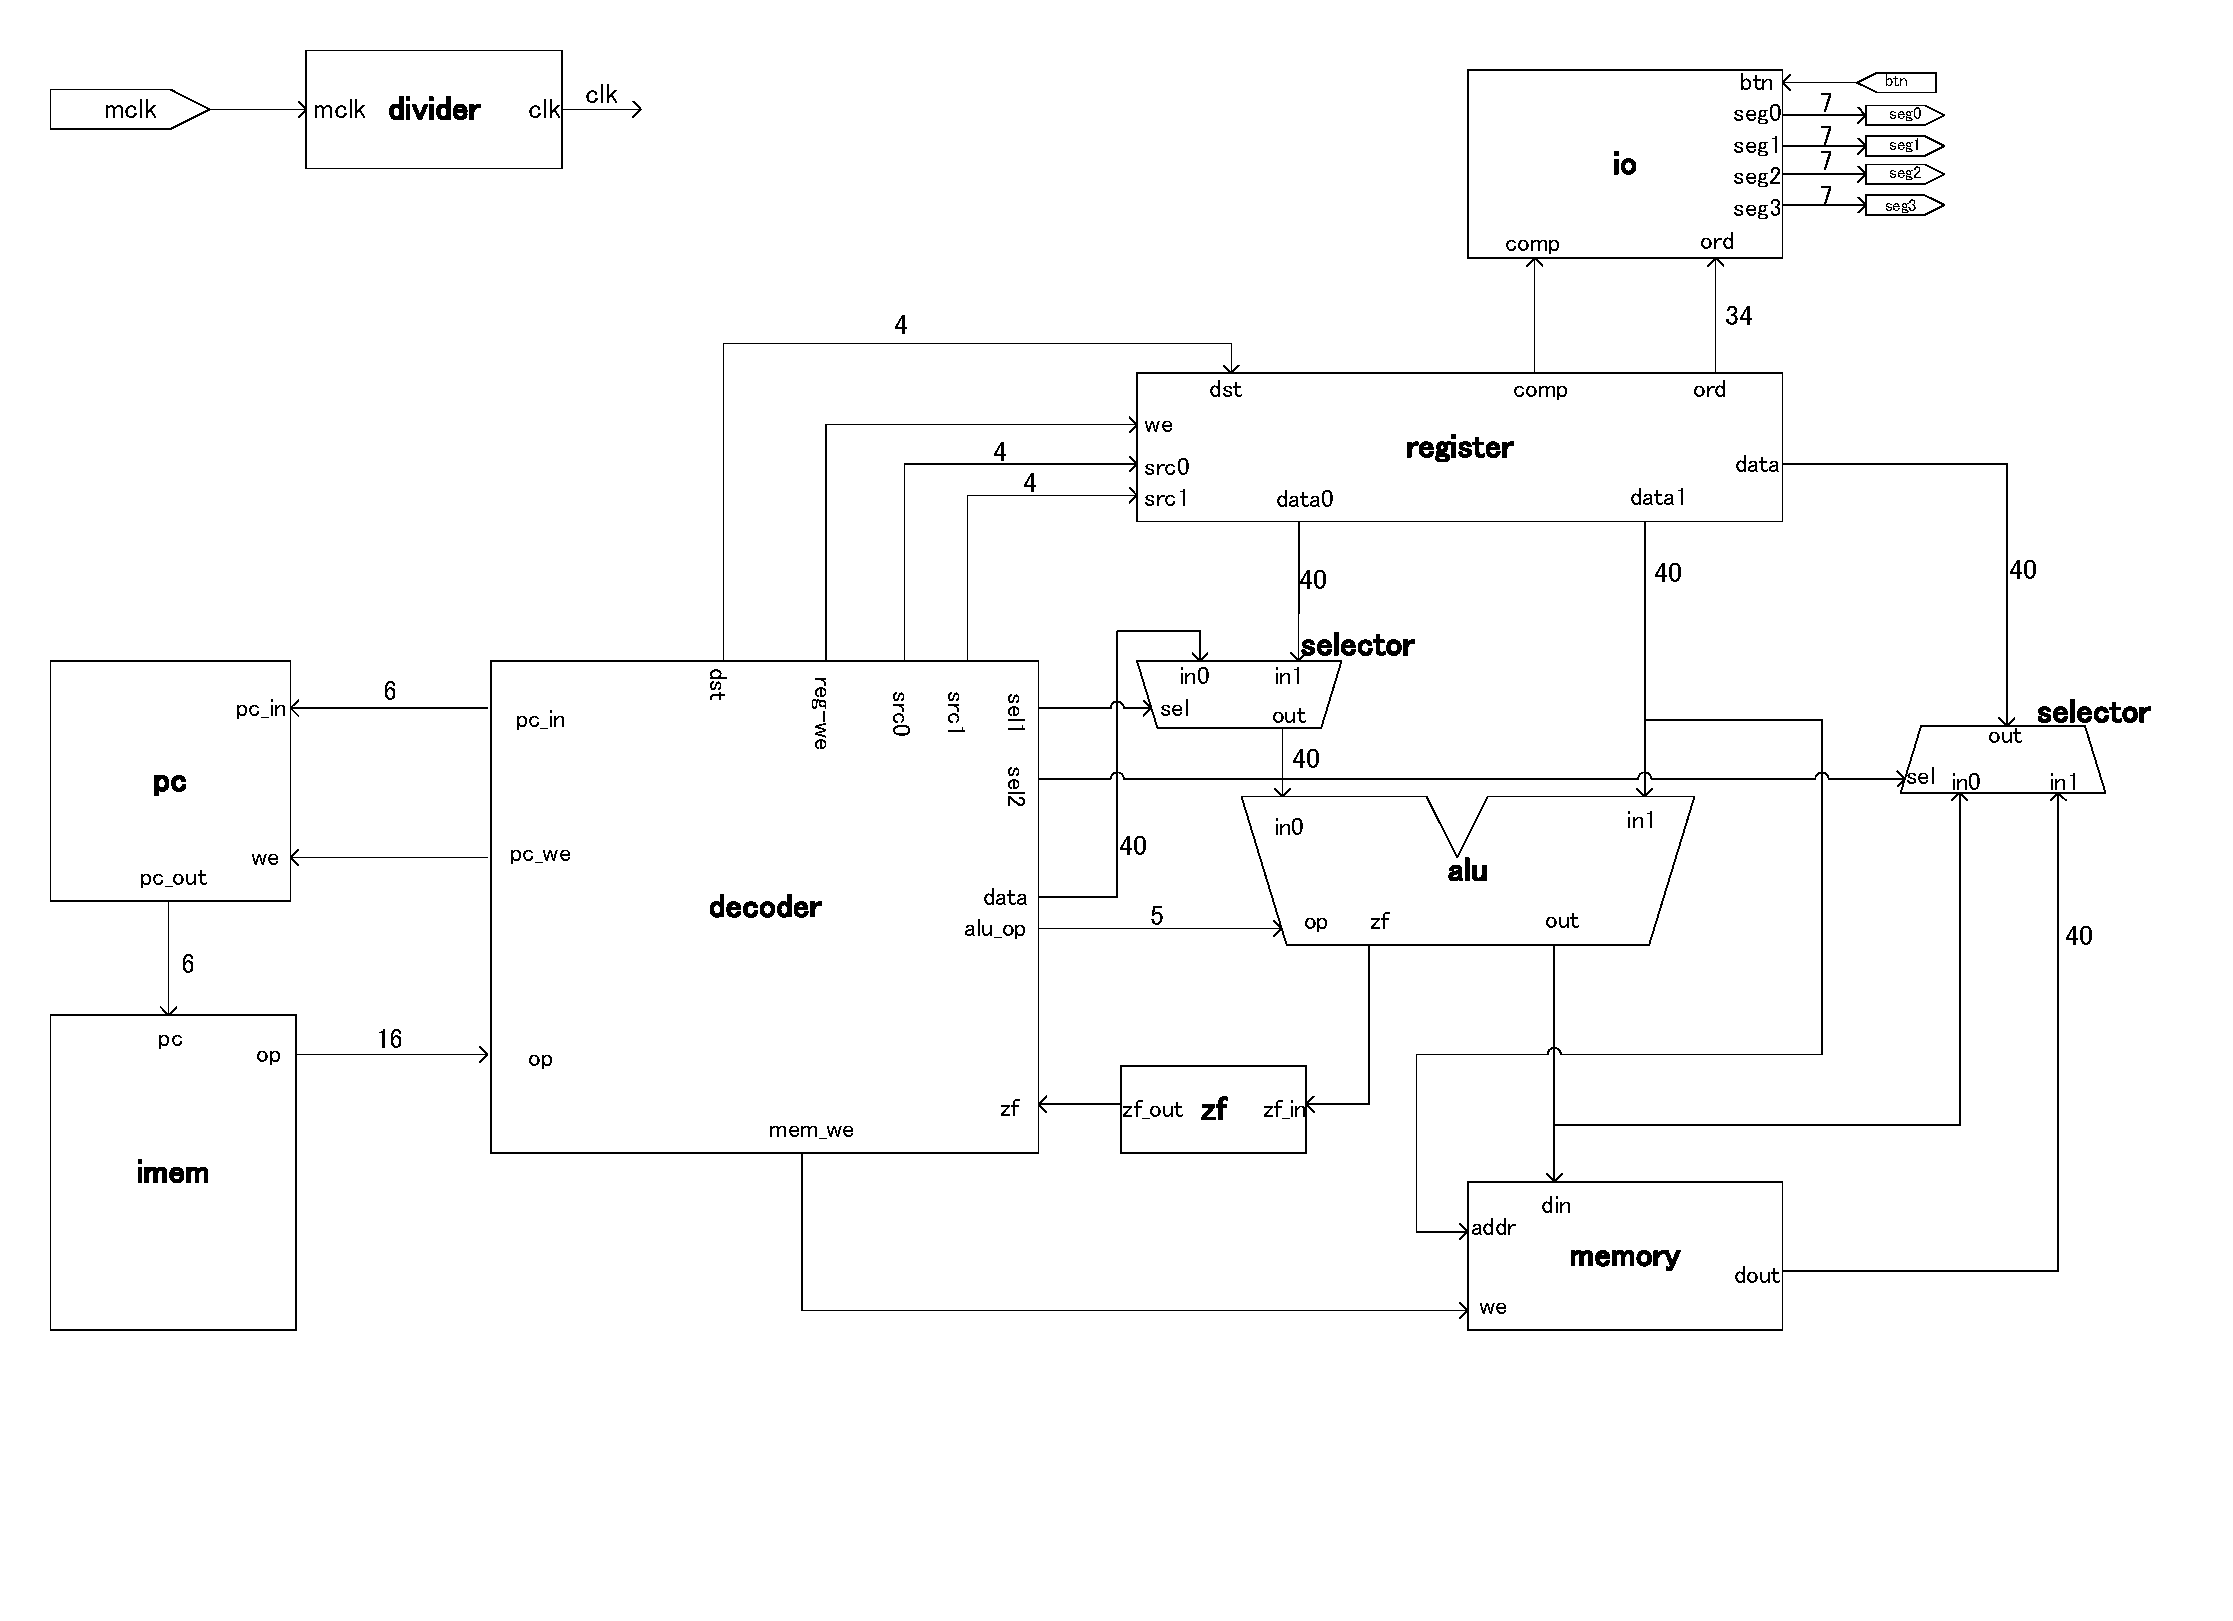 mclk
mclk
divider
clk
clk
btn
btn
seg0
7
seg0
seg1
7
seg1
seg2
7
seg2
seg3
7
seg3
io
comp
ord
34
4
dst
comp
ord
we
4
src0
4
src1
register
data
data0
data1
40
40
40
selector
in0
in1
sel
out
40
selector
out
sel
in0
in1
pc_in
6
pc
we
pc_out
6
pc_in
pc_we
dst
reg-we
src0
src1
sel1
sel2
decoder
data
40
alu_op
5
in0
in1
alu
op
zf
out
40
pc
op
16
op
imem
zf
mem_we
zf_out
zf
zf_in
din
addr
memory
dout
we